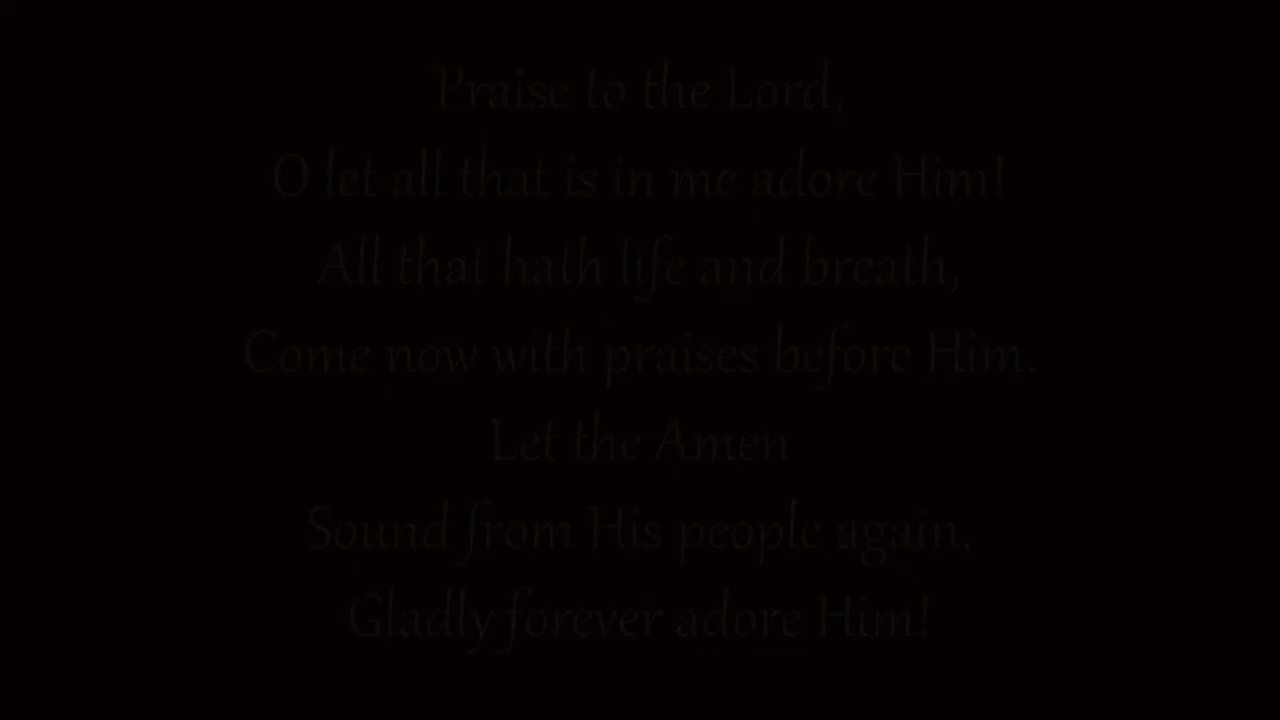 Praise to the Lord,
O let all that is in me adore Him!
All that hath life and breath,
Come now with praises before Him.
Let the Amen
Sound from His people again,
Gladly forever adore Him!